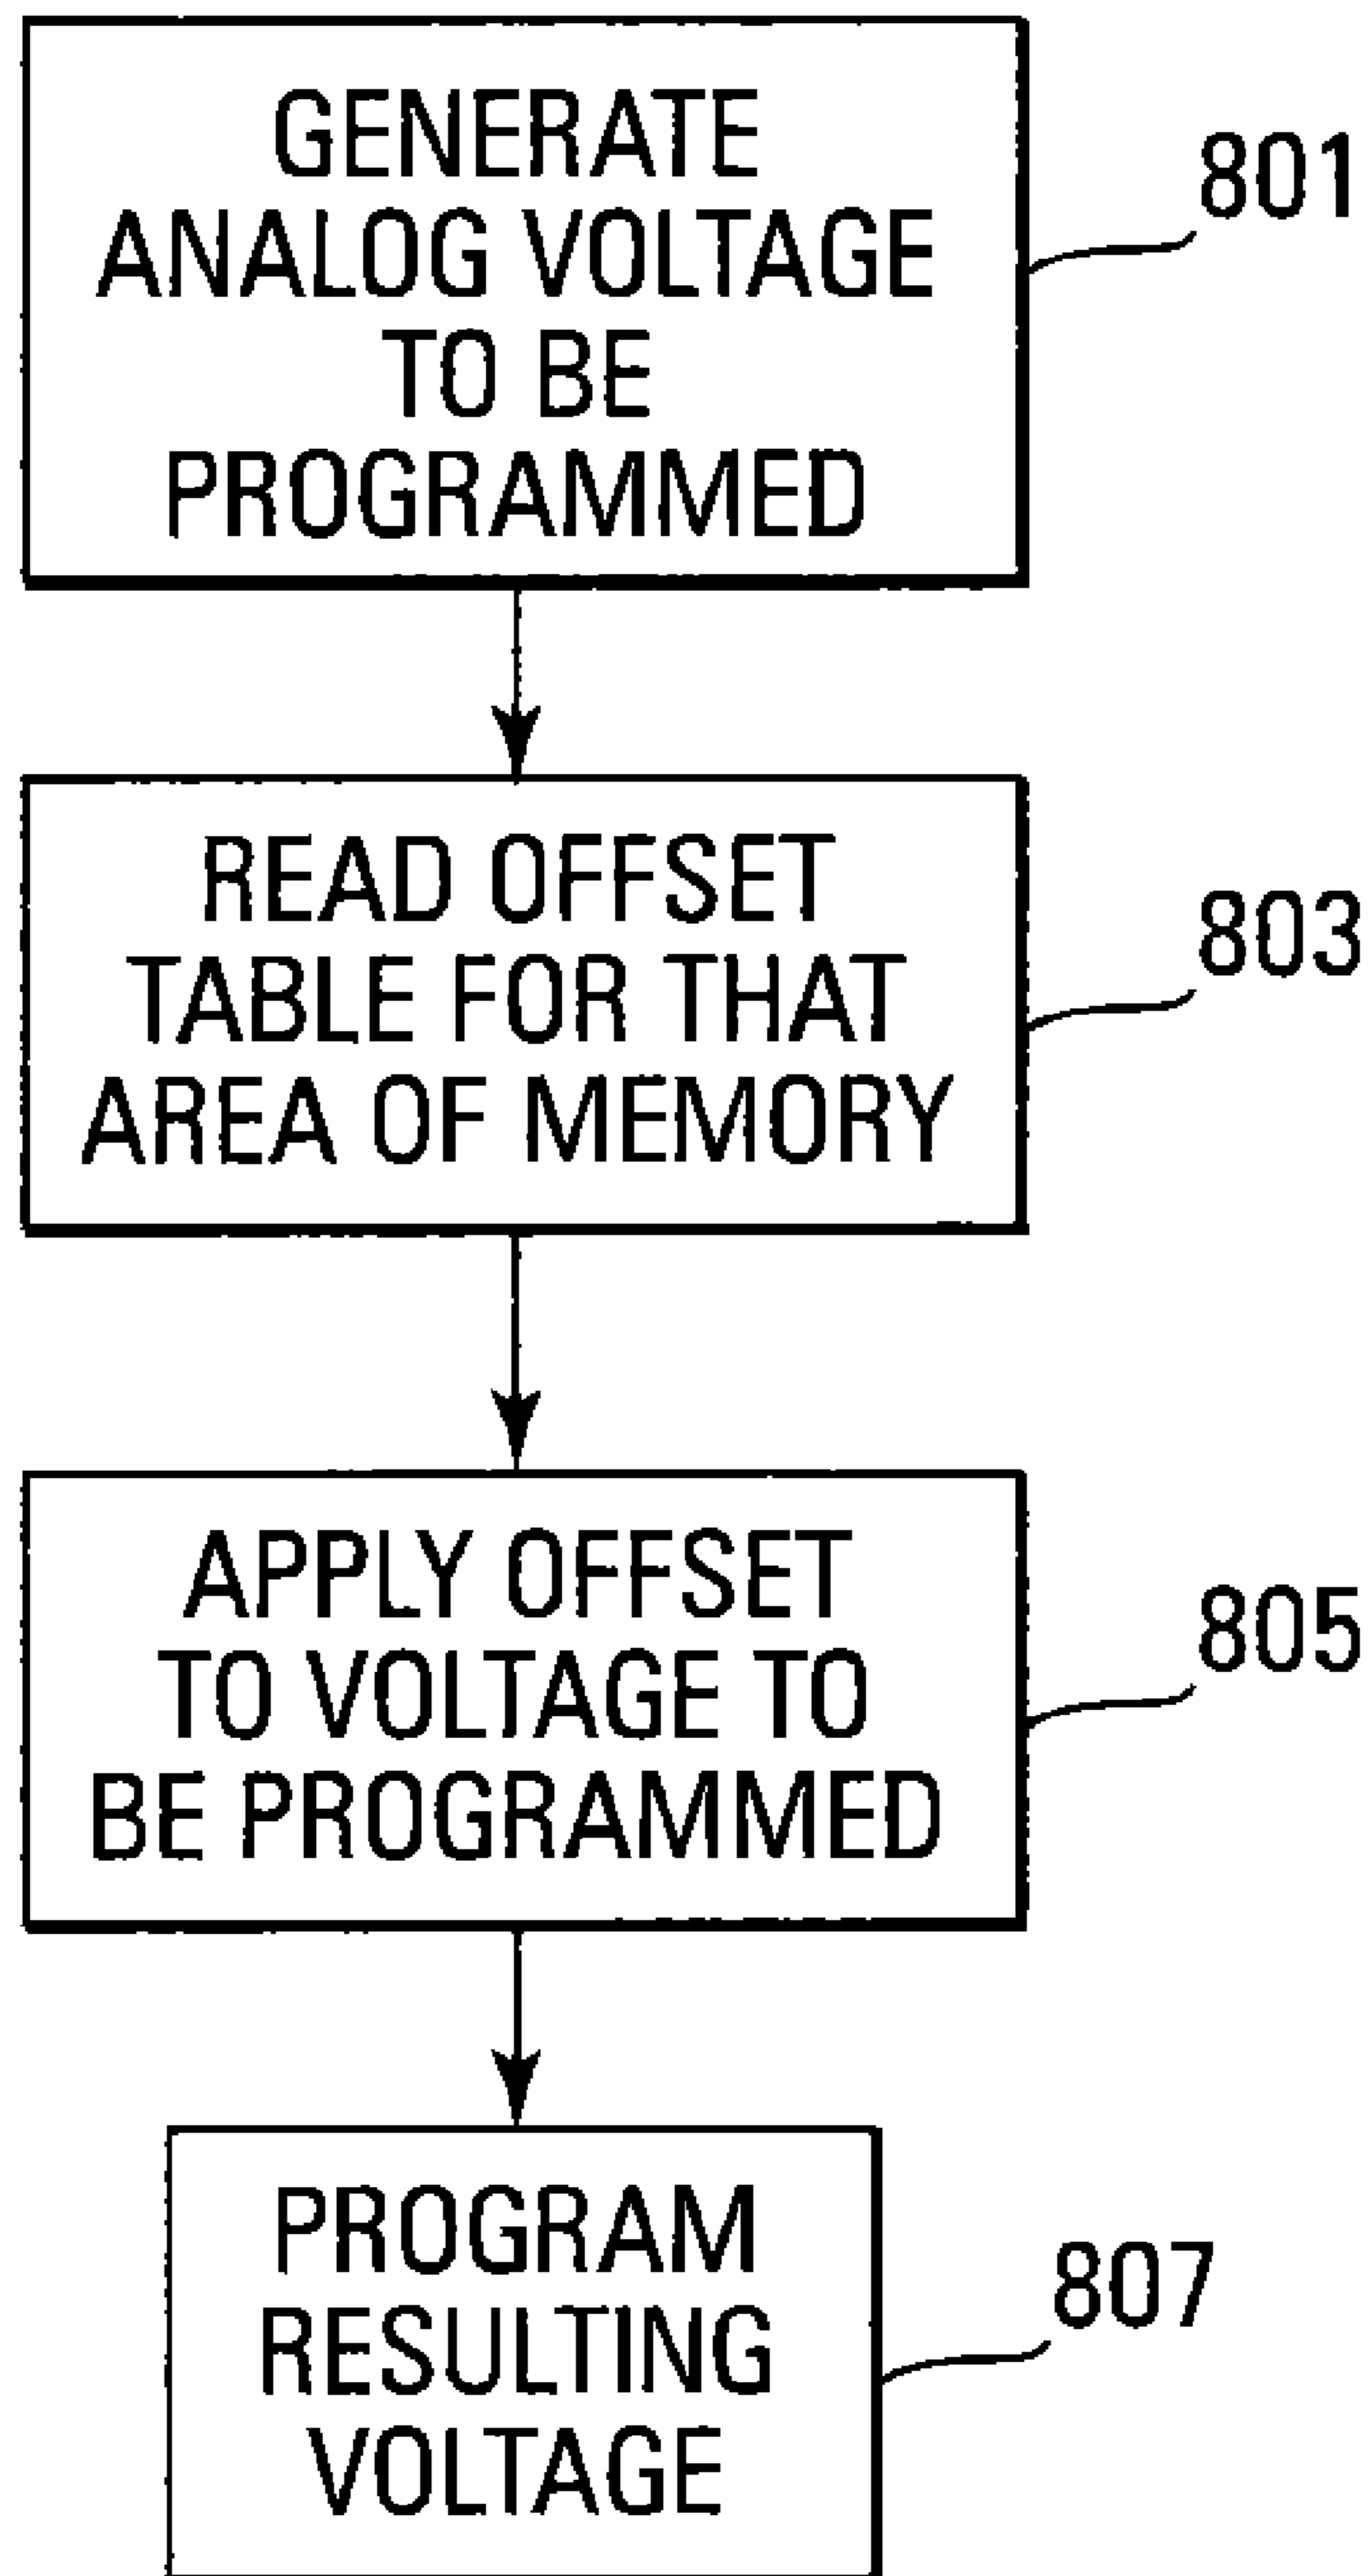 GENERATE
ANALOG VOLTAGE
TO BE
PROGRAMMED
801
READ OFFSET
TABLE FOR THAT
AREA OF MEMORY
803
APPLY OFFSET
TO VOLTAGE TO
BE PROGRAMMED
805
PROGRAM
RESULTING
VOLTAGE
807